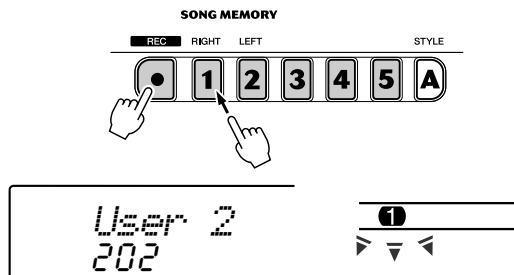 SONG MEMORY
REC RIGHT LEFT STYLE
1 2 3 4 5 A
User 2 1
202